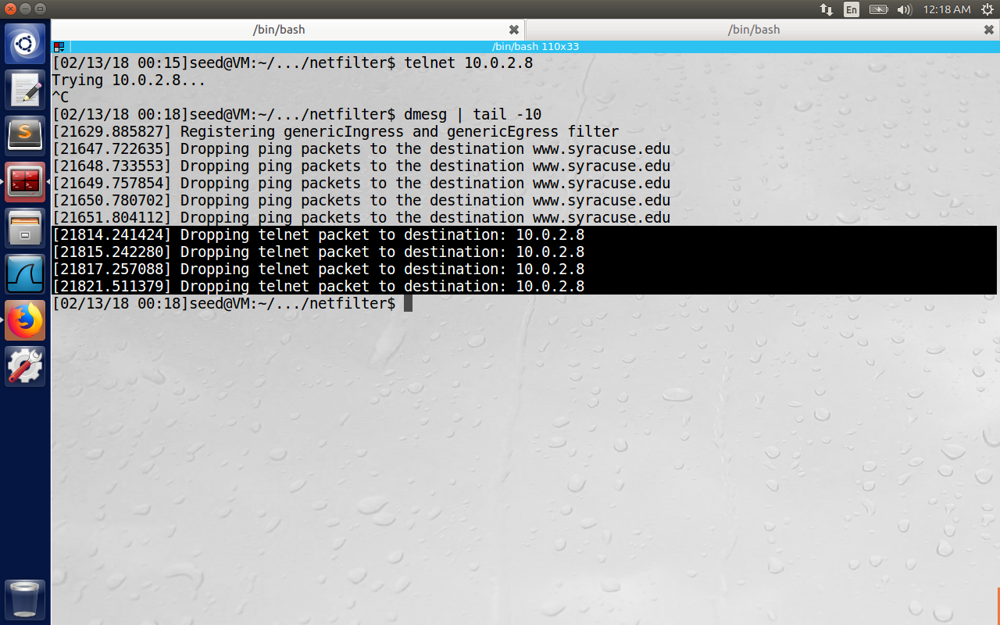 En 12:18 AM
/bin/bash /bin/bash
/bin/bash 110x33
[02/13/18 00:15]seed@VM:~/.../netfilter$ telnet 10.0.2.8
Trying 10.0.2.8...
^C
[02/13/18 00:18]seed@VM:~/.../netfilter$ dmesg | tail -10
[21629.885827] Registering genericIngress and genericEgress filter
[21647.722635] Dropping ping packets to the destination www.syracuse.edu
[21648.733553] Dropping ping packets to the destination www.syracuse.edu
[21649.757854] Dropping ping packets to the destination www.syracuse.edu
[21650.780702] Dropping ping packets to the destination www.syracuse.edu
[21651.804112] Dropping ping packets to the destination www.syracuse.edu
[21814.241424] Dropping telnet packet to destination: 10.0.2.8
[21815.242280] Dropping telnet packet to destination: 10.0.2.8
[21817.257088] Dropping telnet packet to destination: 10.0.2.8
[21821.511379] Dropping telnet packet to destination: 10.0.2.8
[02/13/18 00:18]seed@VM:~/.../netfilter$